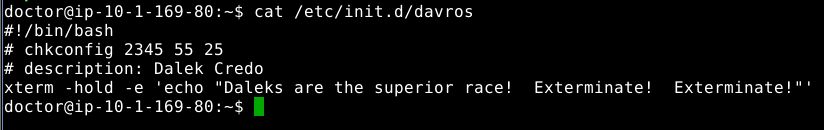 doctor@ip-10-1-169-80:~$ cat /etc/init.d/davros
#!/bin/bash
# chkconfig 2345 55 25
# description: Dalek Credo
xterm -hold -e 'echo "Daleks are the superior race!  Exterminate!  Exterminate!"'
doctor@ip-10-1-169-80:~$